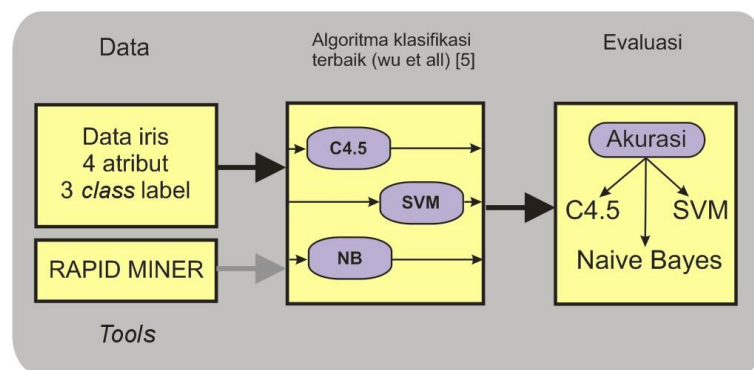 Data
Data iris
4 atribut
3 class label
RAPID MINER
Tools
Algoritma klasifikasi
terbaik (wu et all) [5]
C4.5
SVM
NB
Evaluasi
Akurasi
C4.5
SVM
Naive Bayes